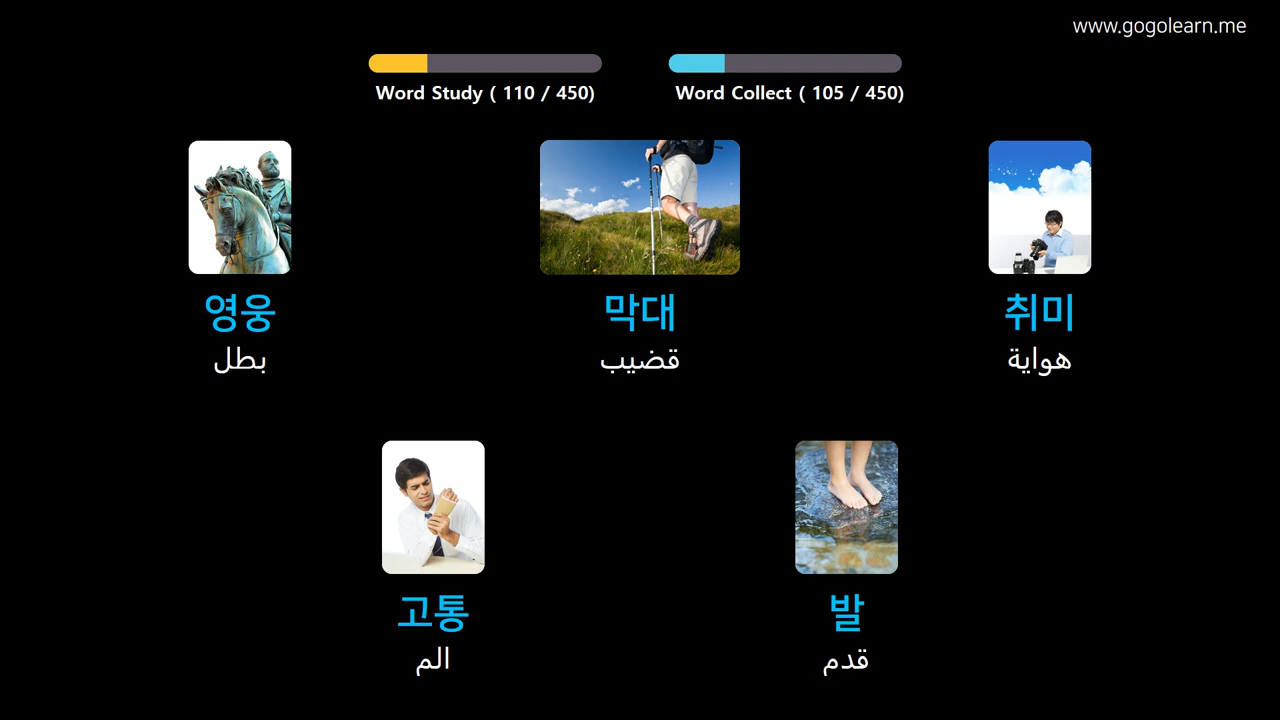 www.gogolearn.me
Word Study ( 110 / 450)
Word Collect ( 105 / 450)
영웅
막대
취미
بطل
قضيب
هواية
고통
발
الم
قدم